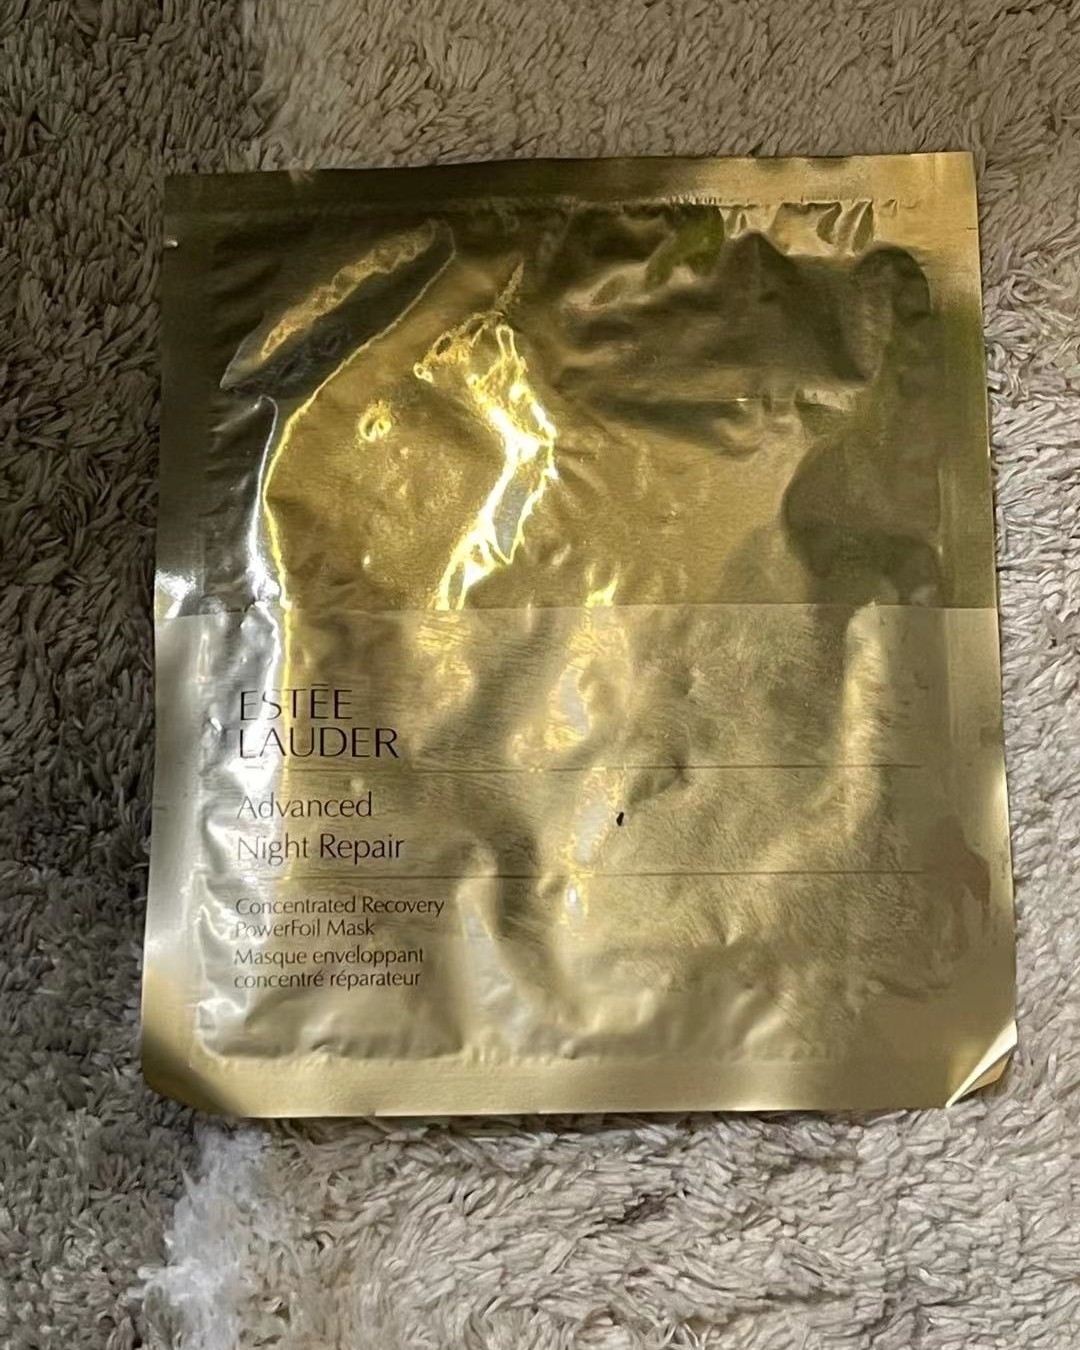 ESTĒE
LAUDER
Advanced
Night Repair
Concentrated Recovery
PowerFoil Mask
Masque enveloppant
concentré réparateur